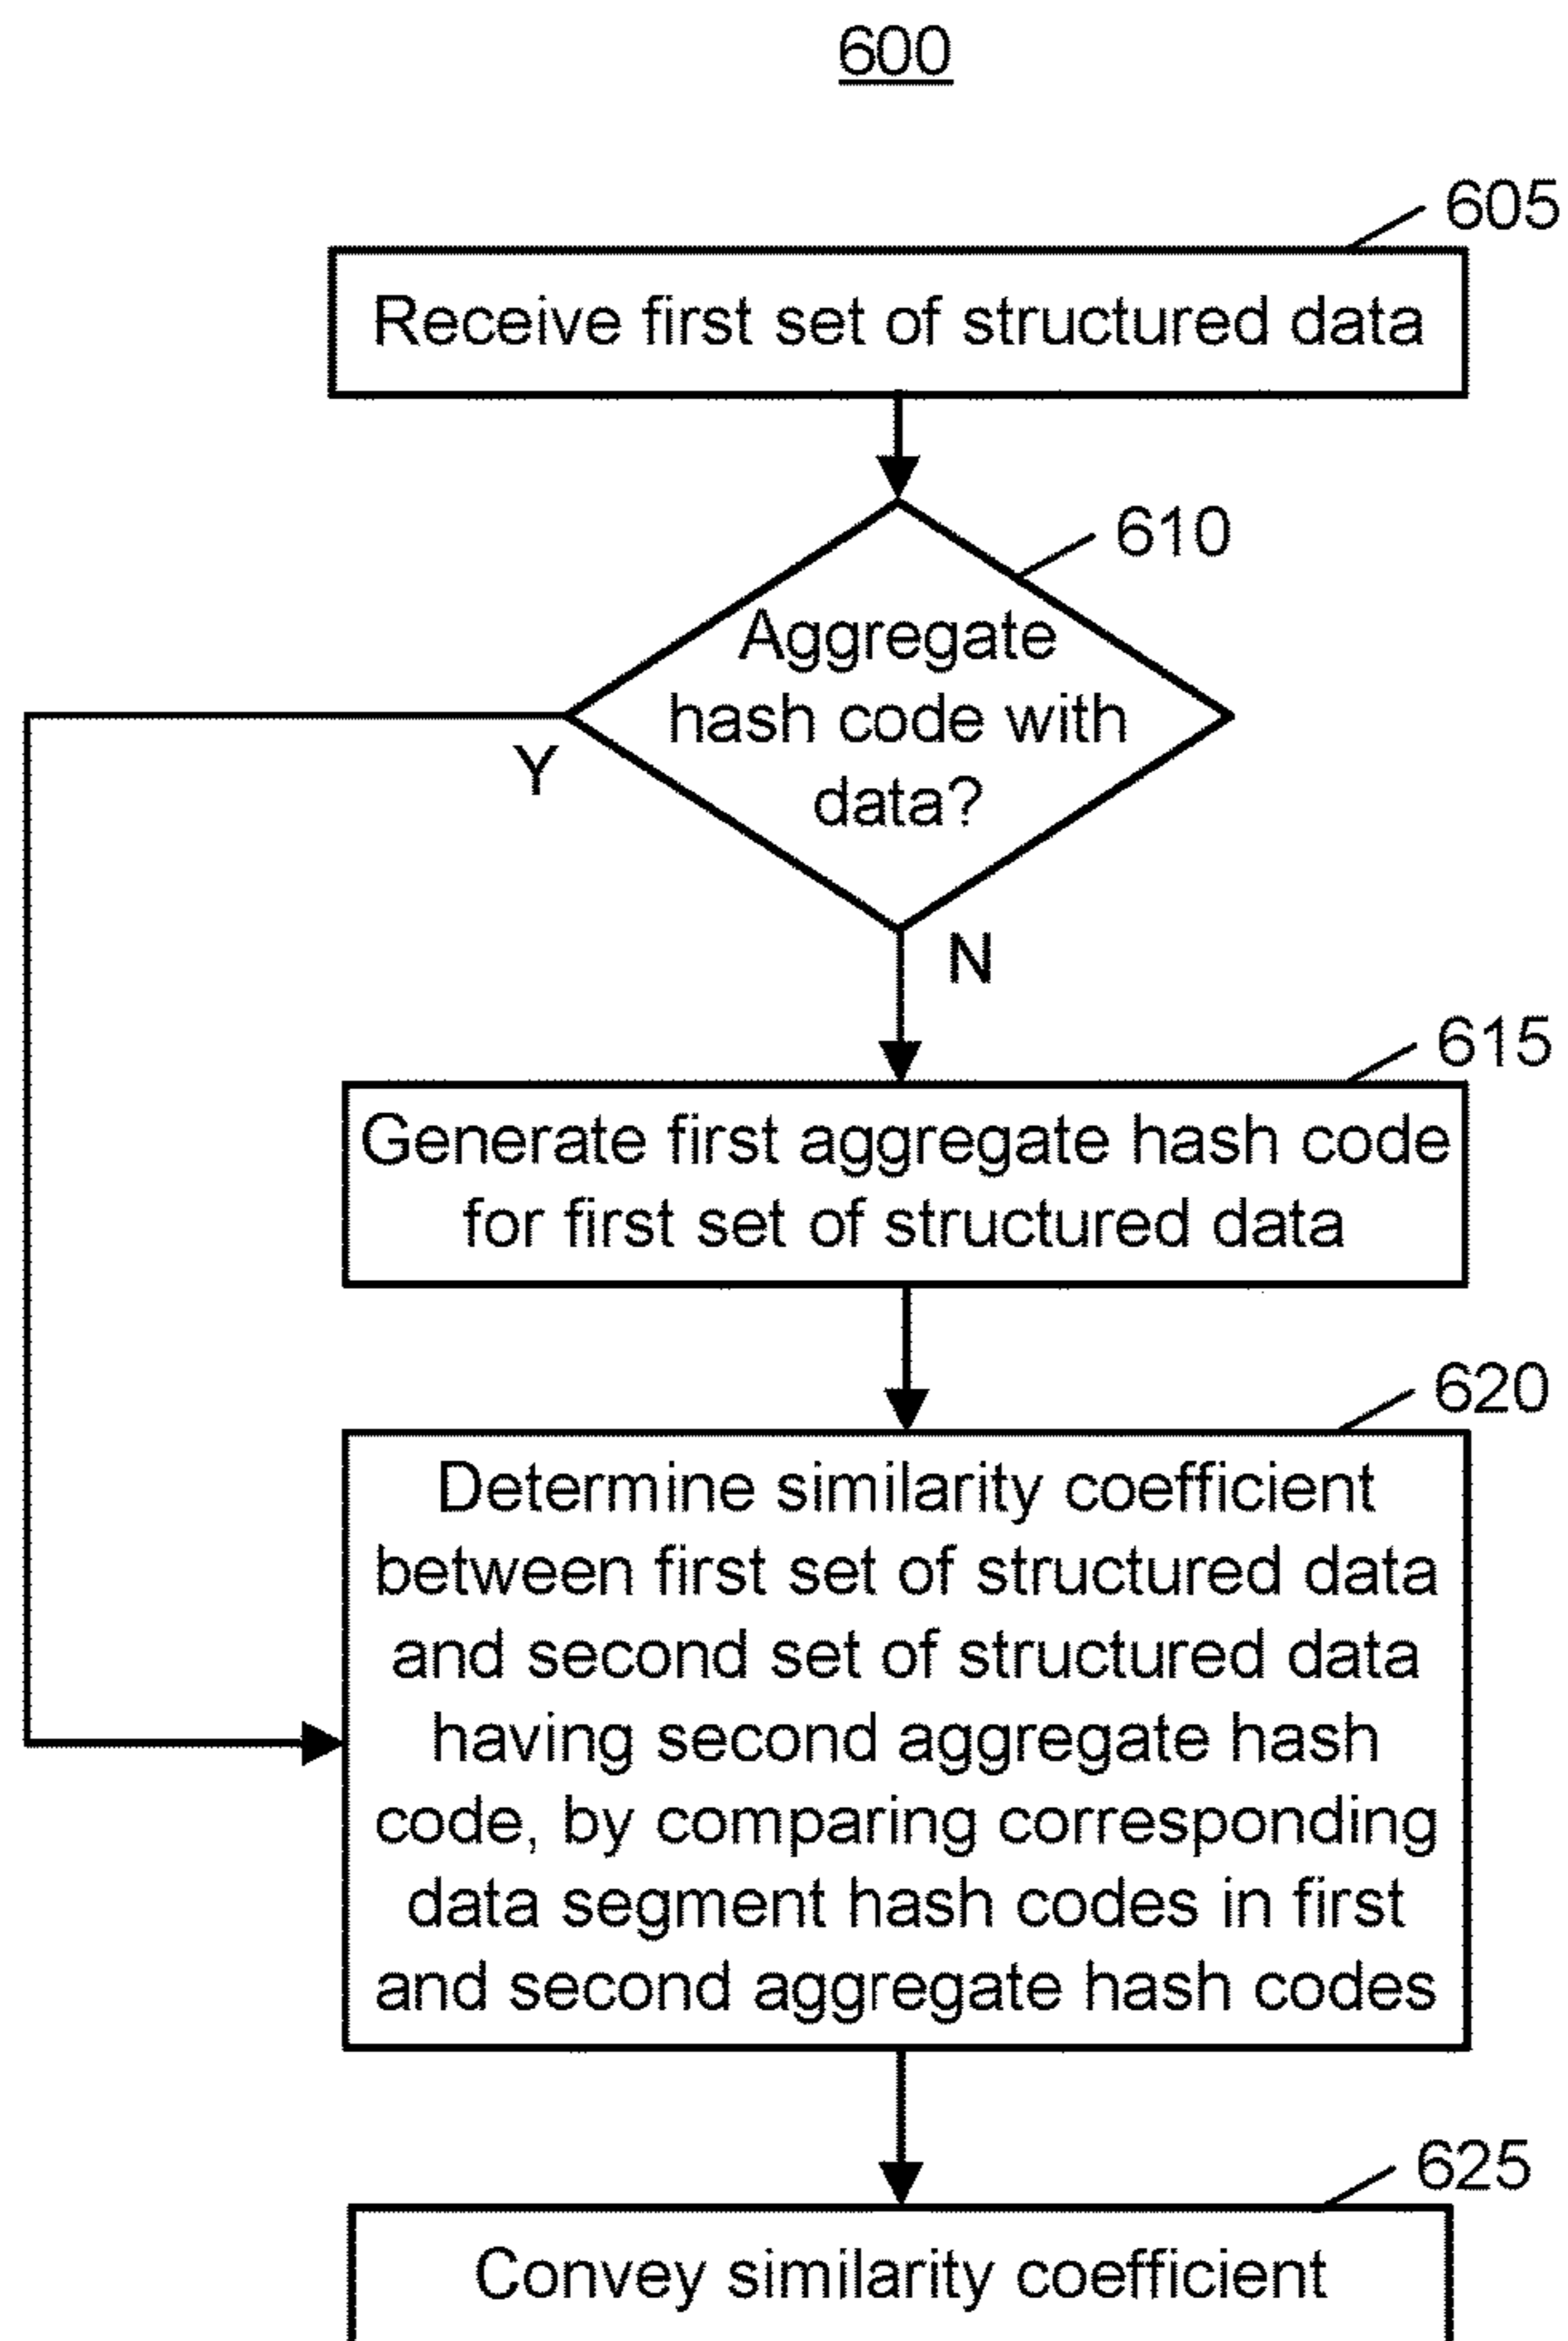 600
605
Receive first set of structured data
610
Aggregate
hash code with
data?
Y
N
615
Generate first aggregate hash code
for first set of structured data
620
Determine similarity coefficient
between first set of structured data
and second set of structured data
having second aggregate hash
code, by comparing corresponding
data segment hash codes in first
and second aggregate hash codes
625
Convey similarity coefficient